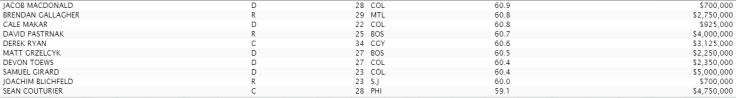 JACOB MACDONALD D 28 COL 60.9 $700,000
BRENDAN GALLAGHER R 29 MTL 60.8 $2,750,000
CALE MAKAR D 22 COL 60.8 $925,000
DAVID PASTRNAK R 25 BOS 60.7 $4,000,000
DEREK RYAN C 34 CGY 60.6 $3,125,000
MATT GRZELCYK D 27 BOS 60.5 $2,250,000
DEVON TOEWS D 27 COL 60.4 $2,350,000
SAMUEL GIRARD D 23 COL 60.4 $5,000,000
JOACHIM BLICHFELD R 23 S.J 60.0 $700,000
SEAN COUTURIER C 28 PHI 59.1 $4,750,000